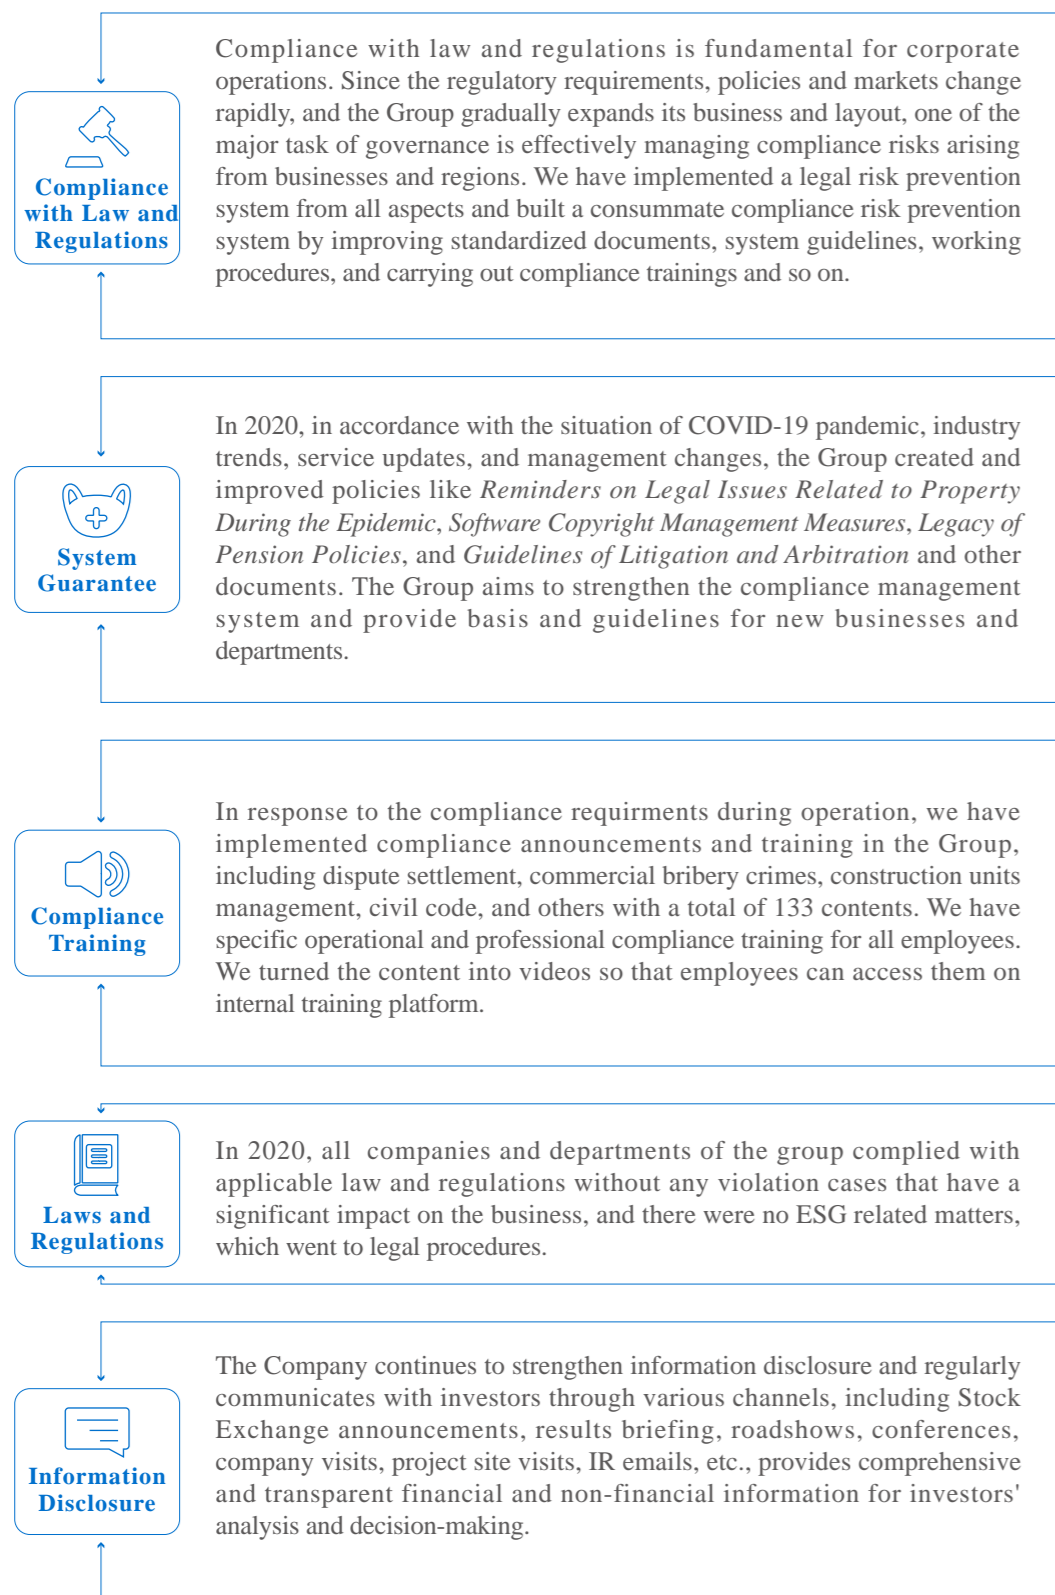 Compliance with law and regulations is fundamental for corporate
operations. Since the regulatory requirements, policies and markets change
rapidly, and the Group gradually expands its business and layout, one of the
major task of governance is effectively managing compliance risks arising
from businesses and regions. We have implemented a legal risk prevention
system from all aspects and built a consummate compliance risk prevention
system by improving standardized documents, system guidelines, working
procedures, and carrying out compliance trainings and so on.
Compliance
with Law and
Regulations
In 2020, in accordance with the situation of COVID-19 pandemic, industry
trends, service updates, and management changes, the Group created and
improved policies like Reminders on Legal Issues Related to Property
During the Epidemic, Software Copyright Management Measures, Legacy of
Pension Policies, and Guidelines of Litigation and Arbitration and other
documents. The Group aims to strengthen the compliance management
system and provide basis and guidelines for new businesses and
departments.
System
Guarantee
In response to the compliance requirments during operation, we have
implemented compliance announcements and training in the Group,
including dispute settlement, commercial bribery crimes, construction units
management, civil code, and others with a total of 133 contents. We have
specific operational and professional compliance training for all employees.
We turned the content into videos so that employees can access them on
internal training platform.
Compliance
Training
In 2020, all companies and departments of the group complied with
applicable law and regulations without any violation cases that have a
significant impact on the business, and there were no ESG related matters,
which went to legal procedures.
Laws and
Regulations
The Company continues to strengthen information disclosure and regularly
communicates with investors through various channels, including Stock
Exchange announcements, results briefing, roadshows, conferences,
company visits, project site visits, IR emails, etc., provides comprehensive
and transparent financial and non-financial information for investors'
analysis and decision-making.
Information
Disclosure